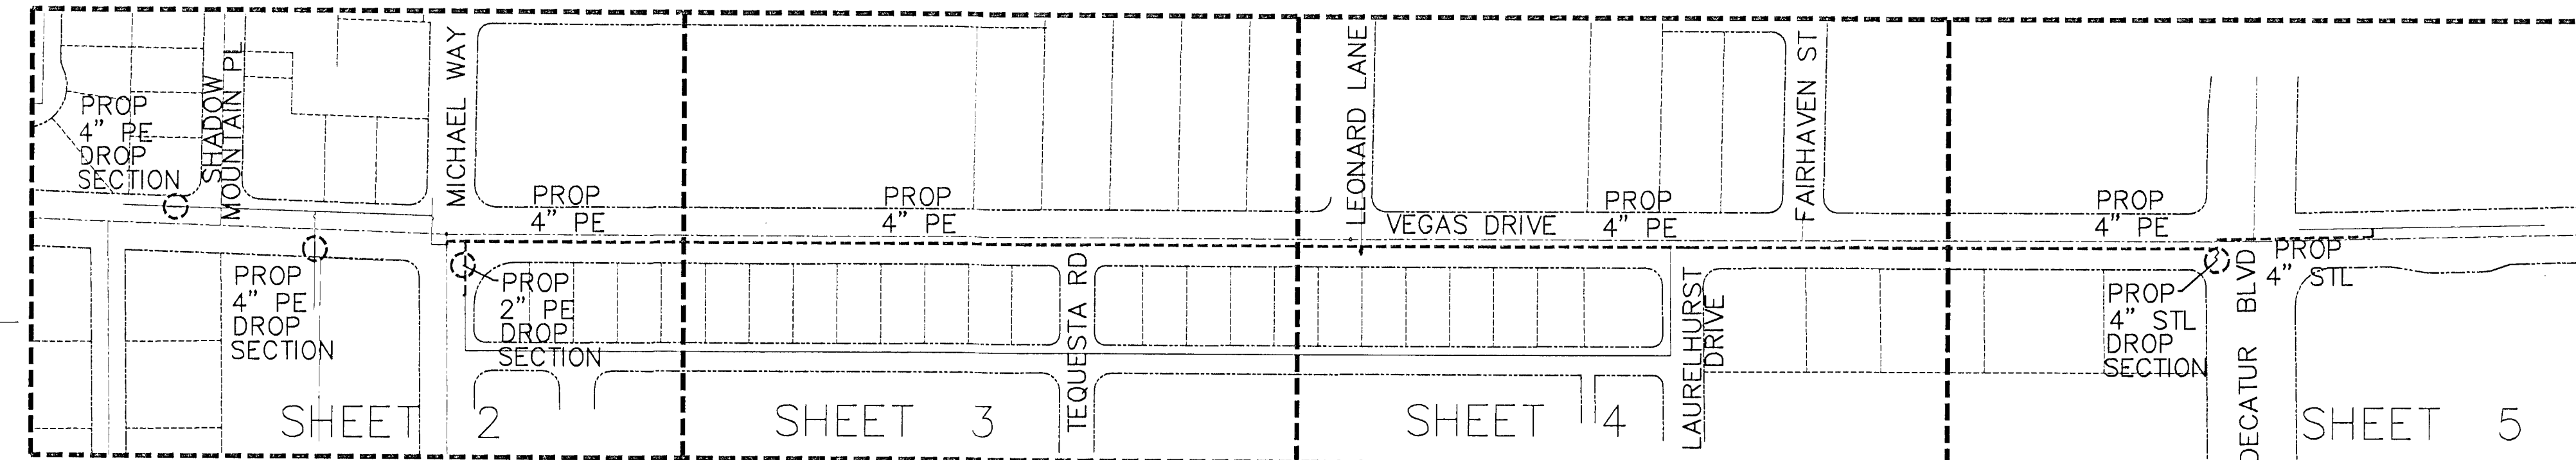 PROP
4" PE
DROP
SECTION
SHADOW
MOUNTAIN PL
MICHAEL WAY
PROP
4" PE
PROP
4" PE
LEONARD LANE
VEGAS DRIVE
PROP
4" PE
FAIRHAVEN ST
PROP
4" PE
PROP
4" STL
PROP
4" PE
DROP
SECTION
PROP
2" PE
DROP
SECTION
TEQUESTA RD
LAURELHURST
DRIVE
PROP
4" STL
DROP
SECTION
DECATUR BLVD
SHEET 2
SHEET 3
SHEET 4
SHEET 5